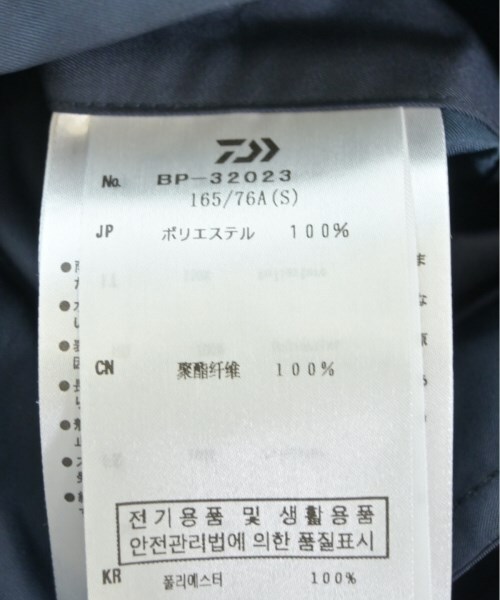 No. BP-32023
165/76A(S)
JP ポリエステル 100%
CN 聚酯纤维 100%
전기용품 및 생활용품
안전관리법에 의한 품질표시
KR 폴리에스터 100%